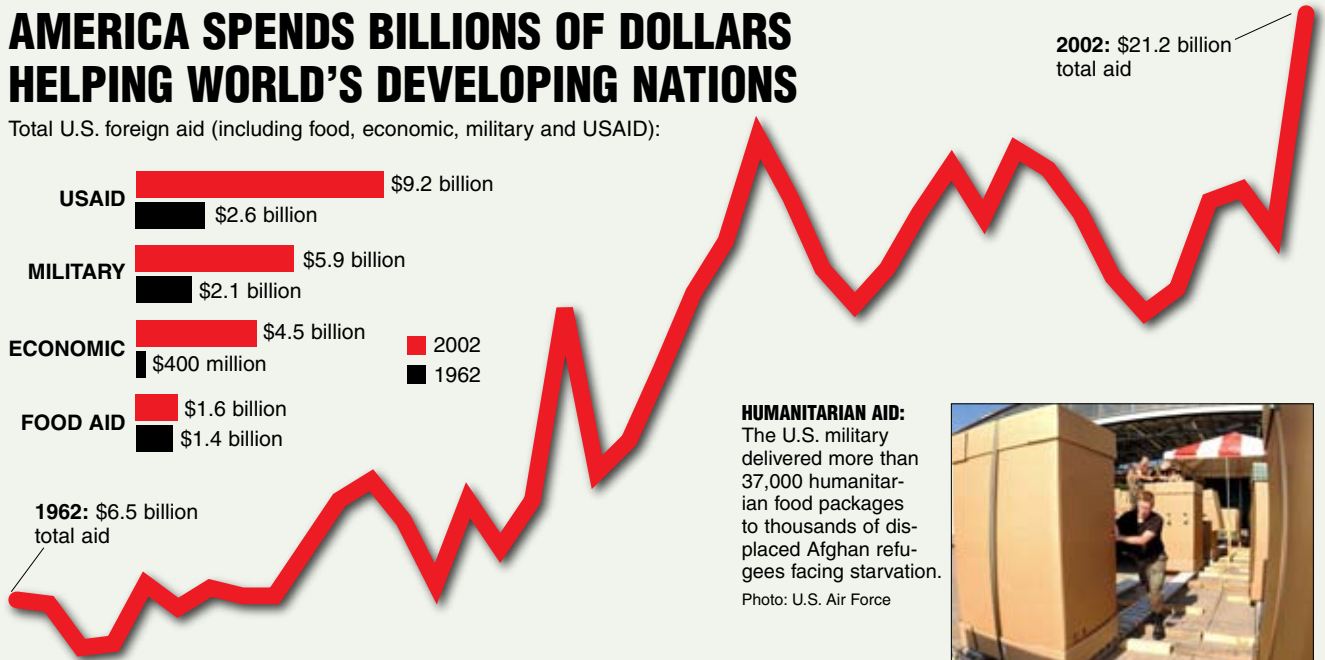 AMERICA SPENDS BILLIONS OF DOLLARS
HELPING WORLD'S DEVELOPING NATIONS
Total U.S. foreign aid (including food, economic, military and USAID):
2002: $21.2 billion
total aid
USAID
$9.2 billion
$2.6 billion
MILITARY
$5.9 billion
$2.1 billion
ECONOMIC
$4.5 billion
$400 million
FOOD AID
$1.6 billion
$1.4 billion
2002
1962
1962: $6.5 billion
total aid
HUMANITARIAN AID:
The U.S. military
delivered more than
37,000 humanitar-
ian food packages
to thousands of dis-
placed Afghan refu-
gees facing starvation.
Photo: U.S. Air Force